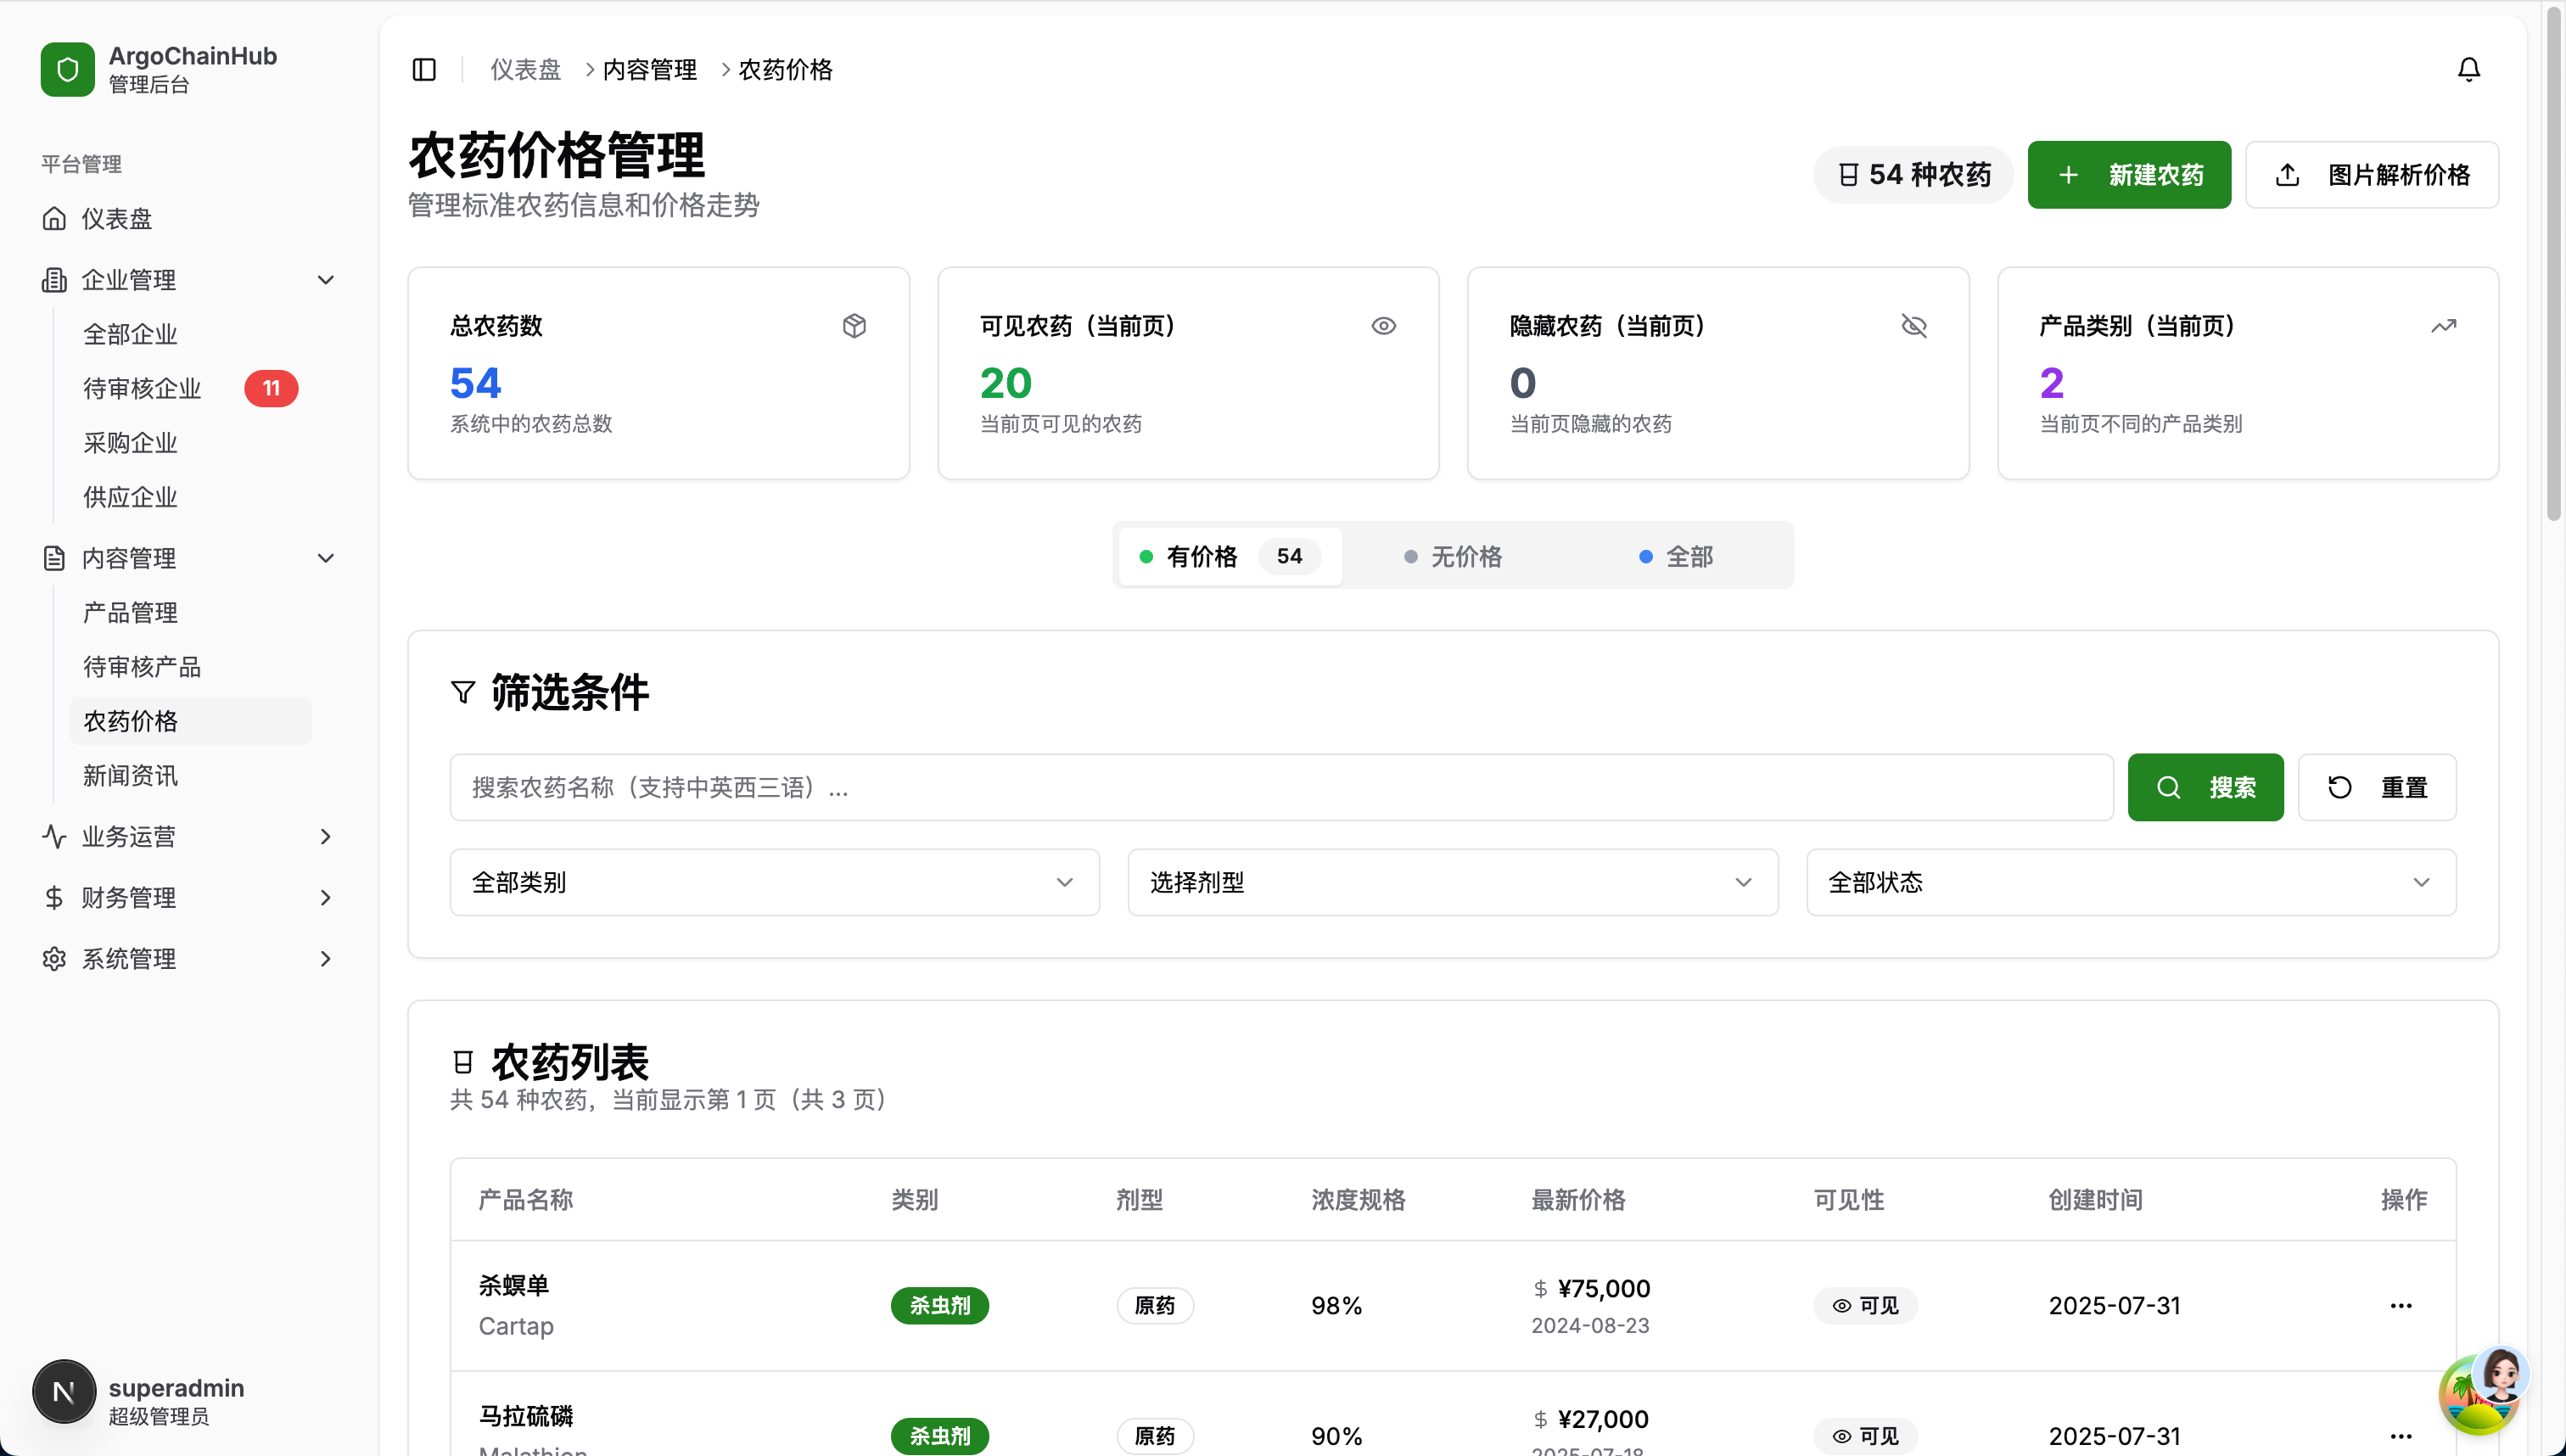 ArgoChainHub
管理后台
平台管理
仪表盘
企业管理
全部企业
待审核企业 11
采购企业
供应企业
内容管理
产品管理
待审核产品
农药价格
新闻资讯
业务运营
财务管理
系统管理
N
superadmin
超级管理员
仪表盘 > 内容管理 > 农药价格
农药价格管理
管理标准农药信息和价格走势
54 种农药
新建农药
图片解析价格
总农药数
54
系统中的农药总数
可见农药（当前页）
20
当前页可见的农药
隐藏农药（当前页）
0
当前页隐藏的农药
产品类别（当前页）
2
当前页不同的产品类别
有价格 54 无价格 全部
筛选条件
搜索农药名称（支持中英西三语）...
搜索
重置
全部类别 选择剂型 全部状态
农药列表
共 54 种农药，当前显示第 1 页（共 3 页）
产品名称 类别 剂型 浓度规格 最新价格 可见性 创建时间 操作
杀螟单
Cartap
杀虫剂 原药 98% $ ¥75,000
2024-08-23
可见 2025-07-31 ...
马拉硫磷
Malathion
杀虫剂 原药 90% $ ¥27,000
2025-07-18
可见 2025-07-31 ...